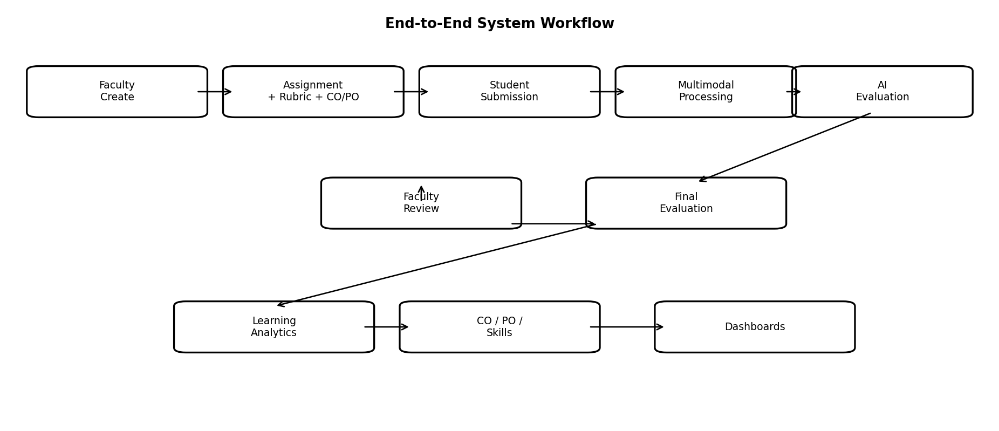 End-to-End System Workflow
Faculty
Create
Assignment
+ Rubric + CO/PO
Student
Submission
Multimodal
Processing
AI
Evaluation
Faculty
Review
Final
Evaluation
Learning
Analytics
CO / PO /
Skills
Dashboards